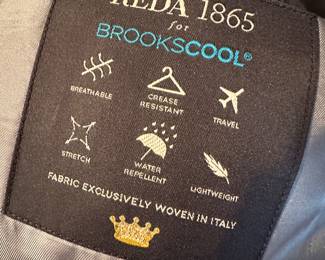 REDA 1865
for
BROOKSCOOL®
BREATHABLE
CREASE RESISTANT
TRAVEL
STRETCH
WATER REPELLENT
LIGHTWEIGHT
FABRIC EXCLUSIVELY WOVEN IN ITALY